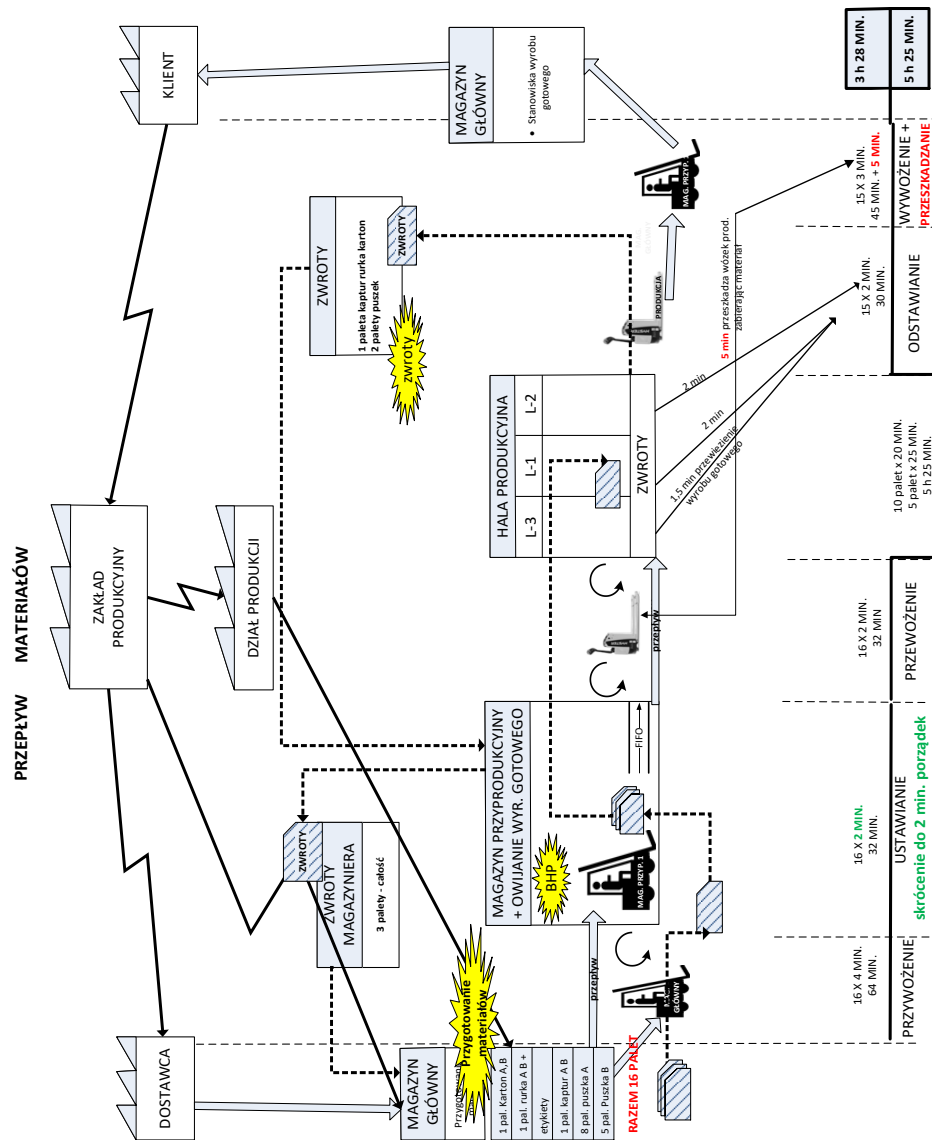 PRZEPŁYW MATERIAŁÓW
DOSTAWCA
ZAKŁAD
PRODUKCYJNY
KLIENT
DZIAŁ PRODUKCJI
ZWROTY
ZWROTY
MAGAZYNIERA
3 palety - całość
ZWROTY
1 paleta kaptur rurka karton
2 palety puszek
ZWROTY
zwroty
MAGAZYN
GŁÓWNY
• Stanowiska wyrobu
gotowego
MAGAZYN
GŁÓWNY
Przygotowanie
materiałów
1 pal. Karton A,B
1 pal. rurka A B +
etykiety
1 pal. kaptur A B
8 pal. puszka A
5 pal. Puszka B
RAZEM 16 PALET
przepływ
GŁÓWNY
MAGAZYN PRZYPRODUKCYJNY
+ OWIJANIE WYR. GOTOWEGO
BHP
MAG. PRZYP. 1
FIFO
przepływ
HALA PRODUKCYJNA
L-3
L-1
L-2
ZWROTY
PRODUKCJA
MAG. PRZYP.
1,5 min przewiezienie
wyrobu gotowego
2 min
2 min
5 min przeszkadza wózek prod.
zabierając materiał
16 X 4 MIN.
64 MIN.
PRZYWOŻENIE
16 X 2 MIN.
32 MIN.
USTAWIANIE
skrócenie do 2 min. porządek
16 X 2 MIN.
32 MIN
PRZEWOŻENIE
10 palet x 20 MIN.
5 palet x 25 MIN.
5 h 25 MIN.
15 X 2 MIN.
30 MIN.
ODSTAWIANIE
15 X 3 MIN.
45 MIN. + 5 MIN.
WYWOŻENIE +
PRZESZKADZANIE
3 h 28 MIN.
5 h 25 MIN.